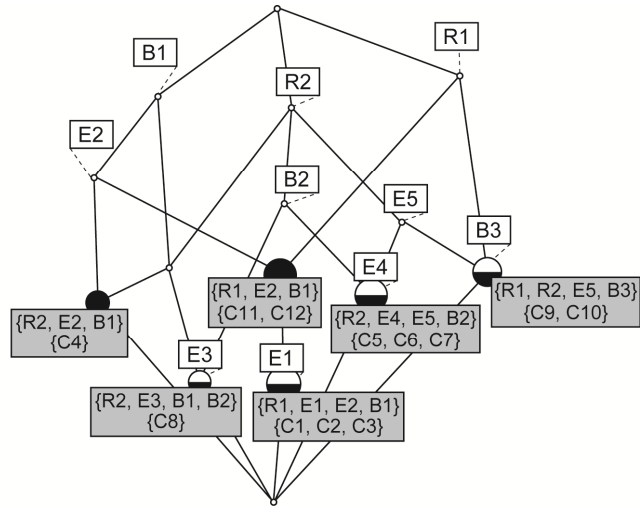 R1
B1
R2
E2
B2
E5
B3
E4
{R1, E2, B1}
{C11, C12}
{R1, R2, E5, B3}
{C9, C10}
{R2, E2, B1}
{C4}
{R2, E4, E5, B2}
{C5, C6, C7}
E3
E1
{R2, E3, B1, B2}
{C8}
{R1, E1, E2, B1}
{C1, C2, C3}